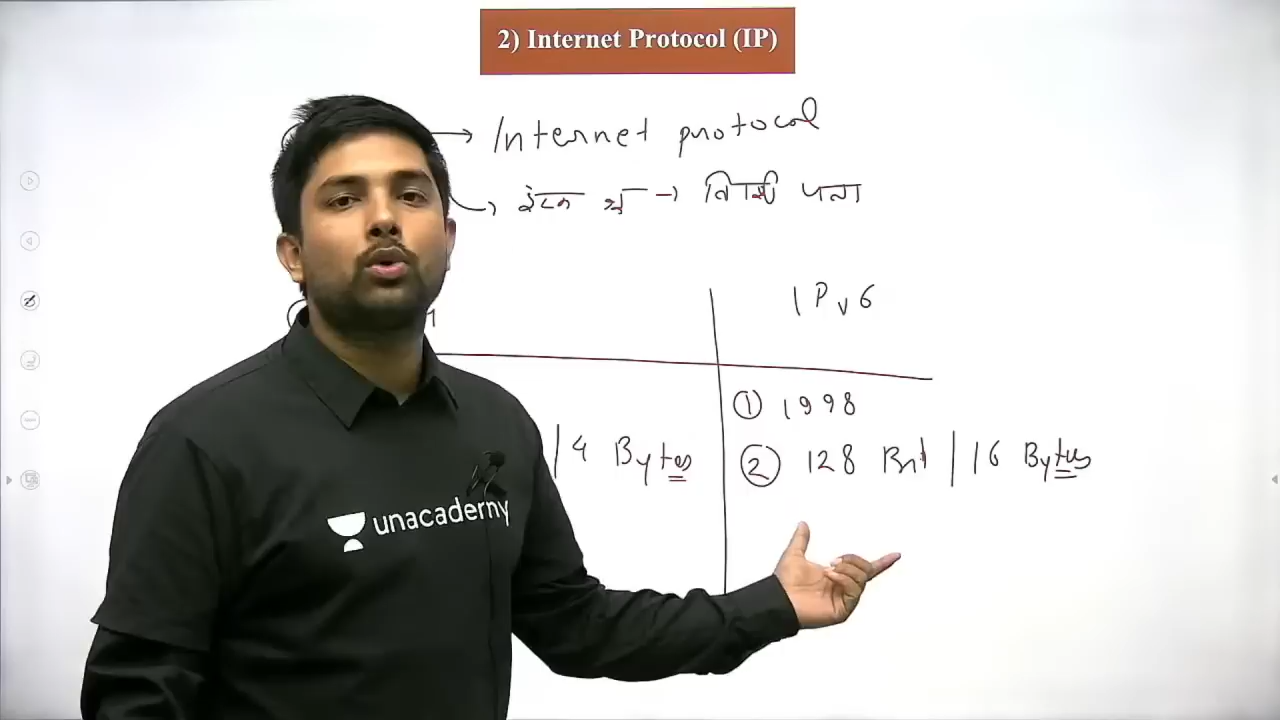 2) Internet Protocol (IP)
Internet protocol
पता
IPv6
① 1998
| 4 Bytes
② 128 Bit | 16 Bytes
unacademy